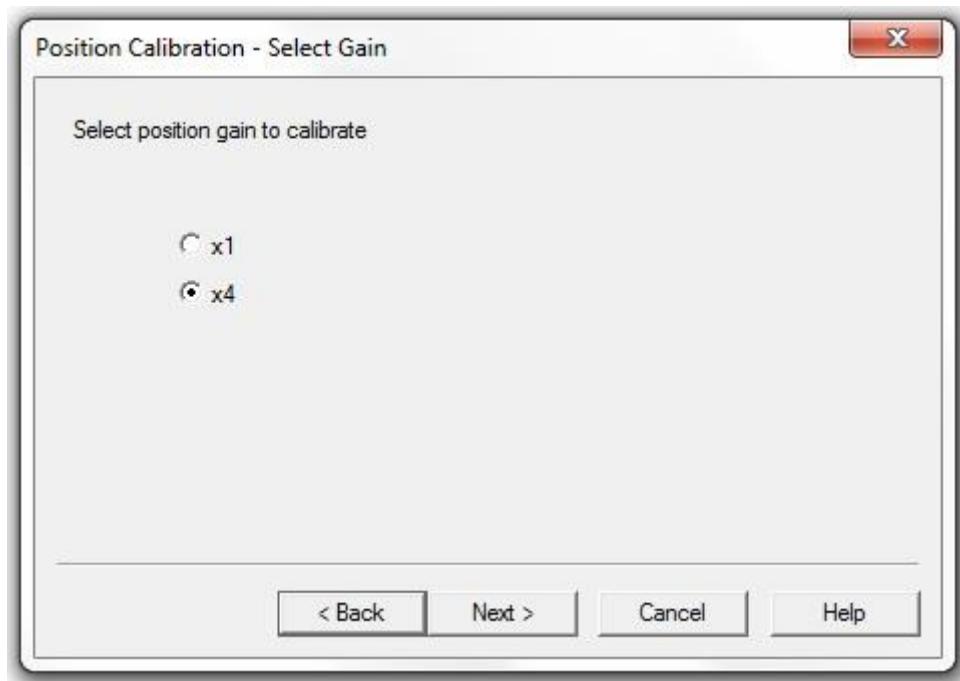 Position Calibration - Select Gain
Select position gain to calibrate
x1
x4
< Back Next > Cancel Help